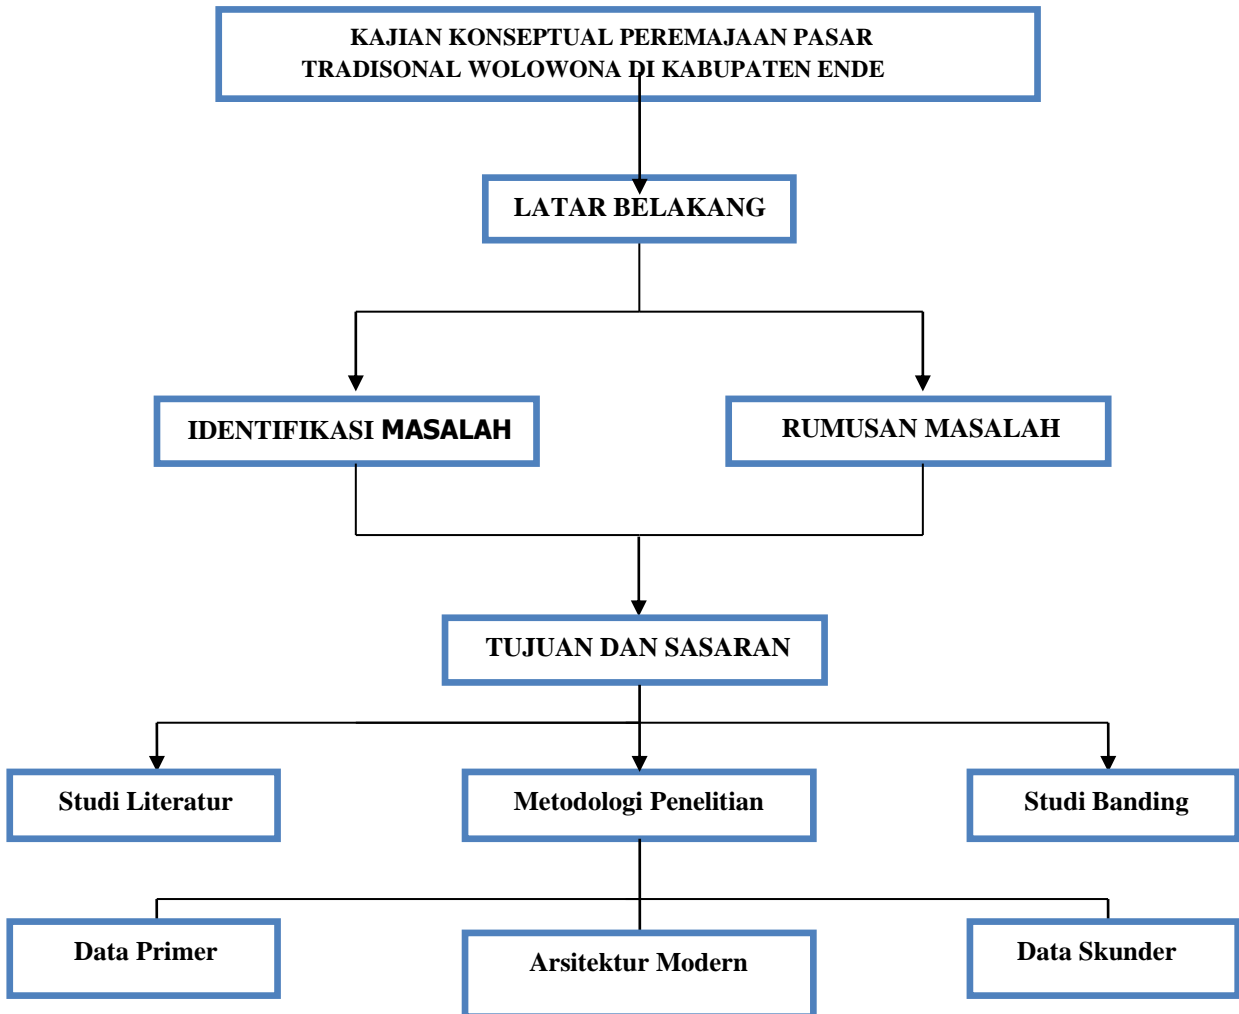 KAJIAN KONSEPTUAL PEREMAJAAN PASAR
TRADISONAL WOLOWONA DI KABUPATEN ENDE
LATAR BELAKANG
IDENTIFIKASI MASALAH
RUMUSAN MASALAH
TUJUAN DAN SASARAN
Studi Literatur
Metodologi Penelitian
Studi Banding
Data Primer
Arsitektur Modern
Data Skunder